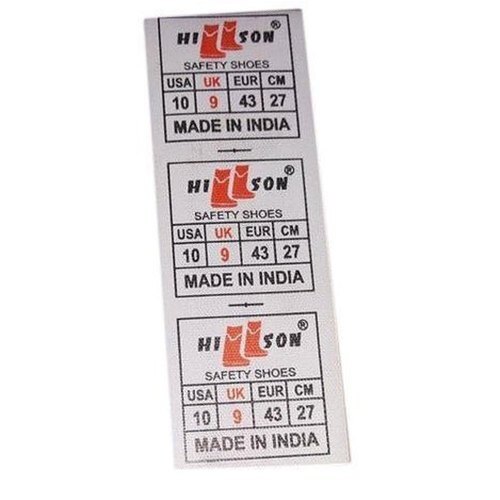 HILLSON®
SAFETY SHOES
USA UK EUR CM
10 9 43 27
MADE IN INDIA
HILLSON®
SAFETY SHOES
USA UK EUR CM
10 9 43 27
MADE IN INDIA
HILLSON®
SAFETY SHOES
USA UK EUR CM
10 9 43 27
MADE IN INDIA